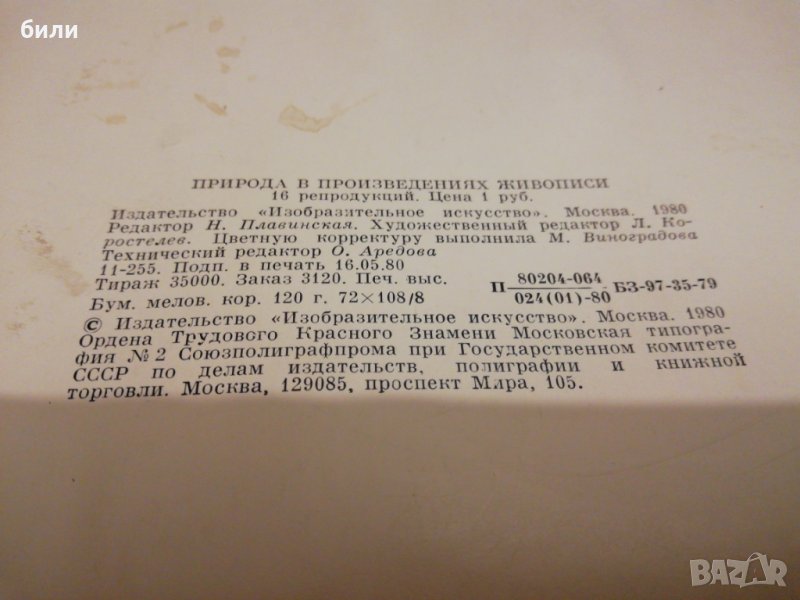 били
ПРИРОДА В ПРОИЗВЕДЕНИЯХ ЖИВОПИСИ
16 репродукций. Цена 1 руб.
Издательство «Изобразительное искусство». Москва. 1980
Редактор Н. Плавинская. Художественный редактор Л. Ко-
ростелев. Цветную корректуру выполнила М. Виноградова
Технический редактор О. Аредова
11-255. Подп. в печать 16.05.80
Тираж 35000. Заказ 3120. Печ. выс.
Бум. мелов. кор. 120 г. 72×108/8
П 80204-064 / 024(01)-80 БЗ-97-35-79
© Издательство «Изобразительное искусство». Москва. 1980
Ордена Трудового Красного Знамени Московская типогра-
фия № 2 Союзполиграфпрома при Государственном комитете
СССР по делам издательств, полиграфии и книжной
торговли. Москва, 129085, проспект Мира, 105.
BAZAR